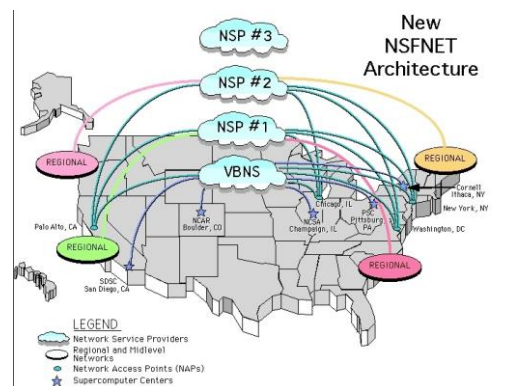 New
NSFNET
Architecture
NSP #3
NSP #2
NSP #1
VBNS
REGIONAL
REGIONAL
REGIONAL
REGIONAL
Cornell
Ithaca, NY
New York, NY
Chicago, IL
PSC
Pittsburg,
PA
Washington, DC
NCAR
Boulder, CO
NCSA
Champaign, IL
Palo Alto, CA
SDSC
San Diego, CA
LEGEND
Network Service Providers
Regional and Midlevel
Networks
Network Access Points (NAPs)
Supercomputer Centers